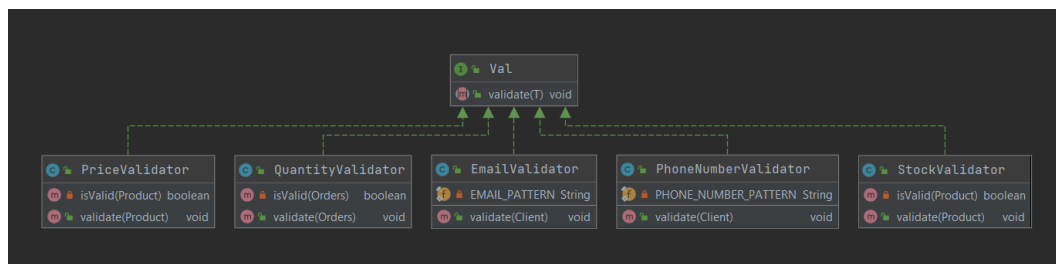 Val
validate(T) void
PriceValidator
isValid(Product) boolean
validate(Product) void
QuantityValidator
isValid(Orders) boolean
validate(Orders) void
EmailValidator
EMAIL_PATTERN String
validate(Client) void
PhoneNumberValidator
PHONE_NUMBER_PATTERN String
validate(Client) void
StockValidator
isValid(Product) boolean
validate(Product) void